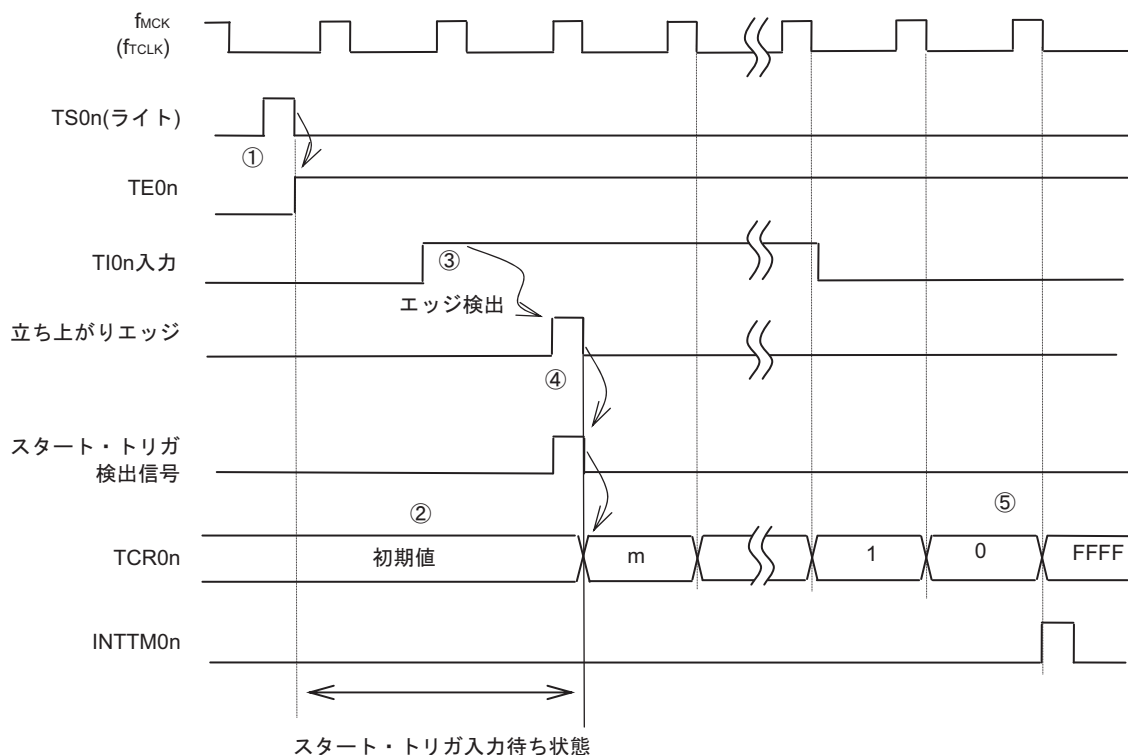 fMCK
(fTCLK)
TS0n(ライト)
①
TE0n
TI0n入力
③
エッジ検出
立ち上がりエッジ
④
スタート・トリガ
検出信号
②
⑤
TCR0n
初期値
m
1
0
FFFF
INTTM0n
スタート・トリガ入力待ち状態